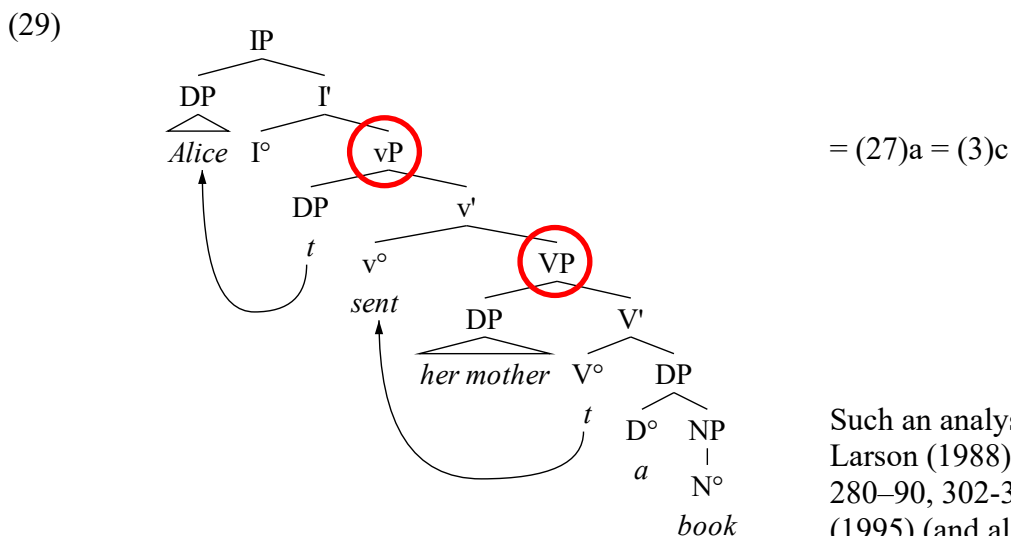 (29)
IP
DP I'
Alice I° vP = (27)a = (3)c
DP v'
t v° VP
sent DP V'
her mother V° DP
t D° NP
Such an analys
a Larson (1988)
N° 280–90, 302-3
book (1995) (and al